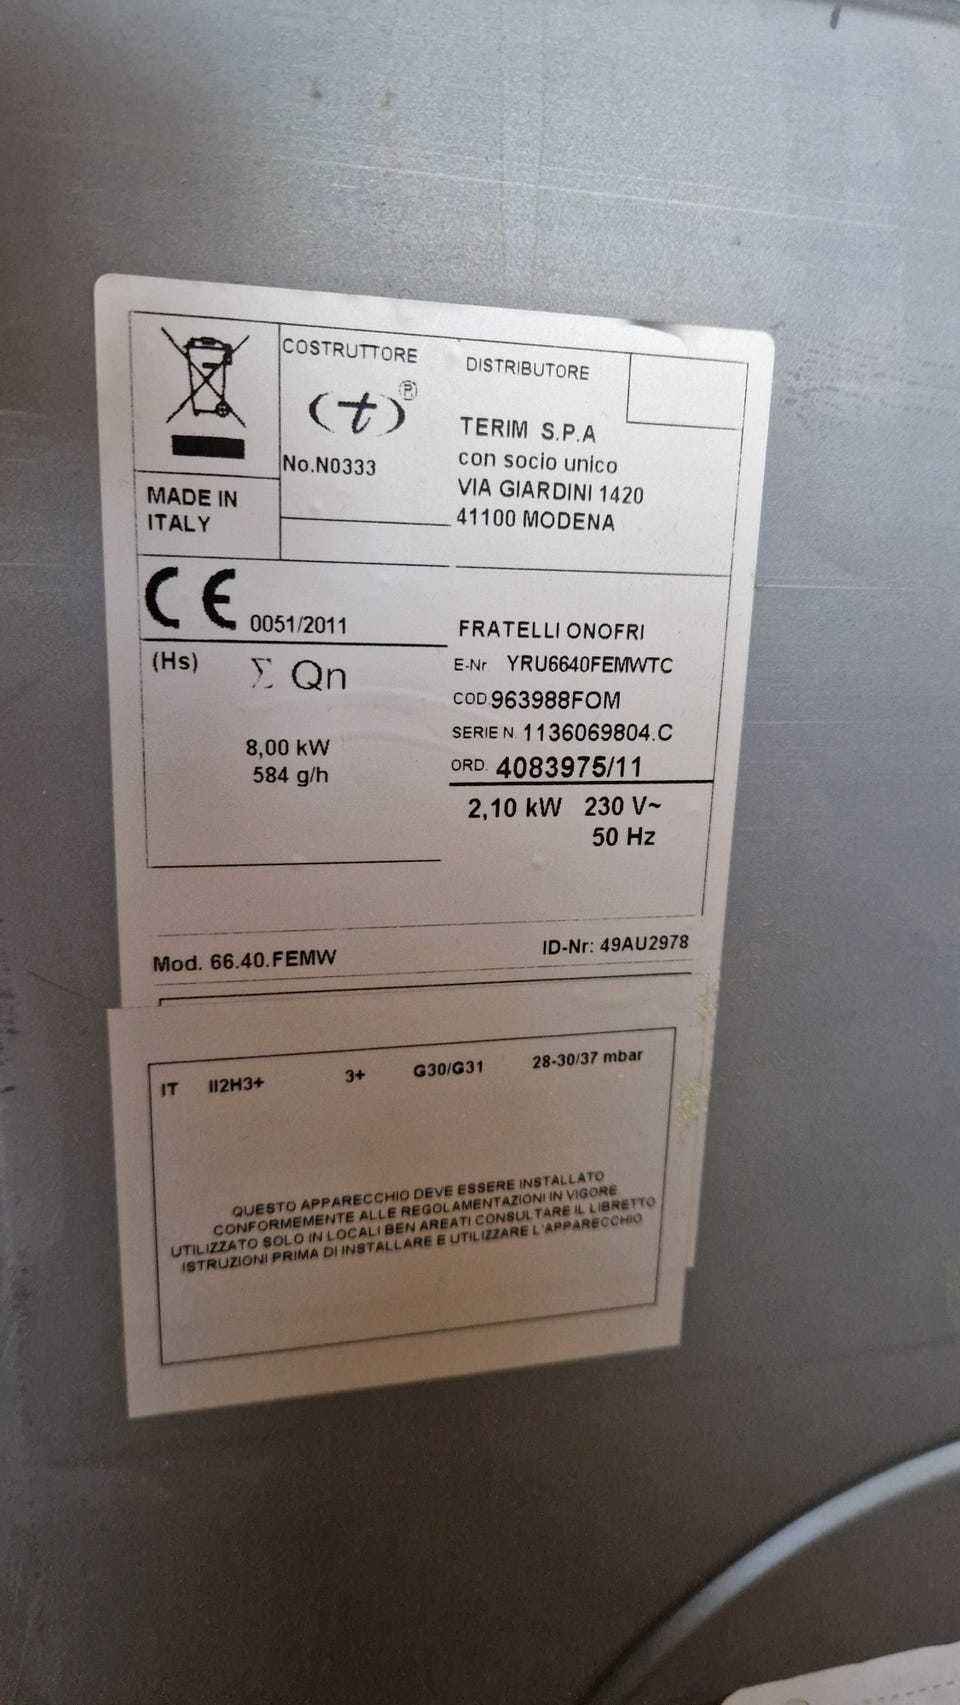 COSTRUTTORE
(t)®
No.N0333
DISTRIBUTORE
TERIM S.P.A
con socio unico
VIA GIARDINI 1420
41100 MODENA
MADE IN
ITALY
CE 0051/2011
(Hs) Σ Qn
8,00 kW
584 g/h
FRATELLI ONOFRI
E-Nr YRU6640FEMWTC
COD. 963988FOM
SERIE N. 1136069804.C
ORD. 4083975/11
2,10 kW 230 V~
50 Hz
Mod. 66.40.FEMW
ID-Nr: 49AU2978
IT II2H3+ 3+ G30/G31 28-30/37 mbar
QUESTO APPARECCHIO DEVE ESSERE INSTALLATO
CONFORMEMENTE ALLE REGOLAMENTAZIONI IN VIGORE
UTILIZZATO SOLO IN LOCALI BEN AREATI CONSULTARE IL LIBRETTO
ISTRUZIONI PRIMA DI INSTALLARE E UTILIZZARE L'APPARECCHIO